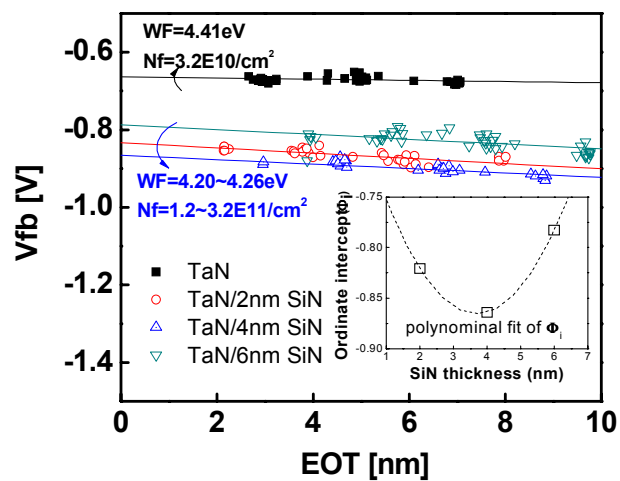 WF=4.41eV
Nf=3.2E10/cm²
WF=4.20~4.26eV
Nf=1.2~3.2E11/cm²
TaN
TaN/2nm SiN
TaN/4nm SiN
TaN/6nm SiN
Vfb [V]
-0.6
-0.8
-1.0
-1.2
-1.4
0 2 4 6 8 10
EOT [nm]
Ordinate intercept(Φi)
-0.75
-0.80
-0.85
-0.90
polynominal fit of Φi
1 2 3 4 5 6 7
SiN thickness (nm)